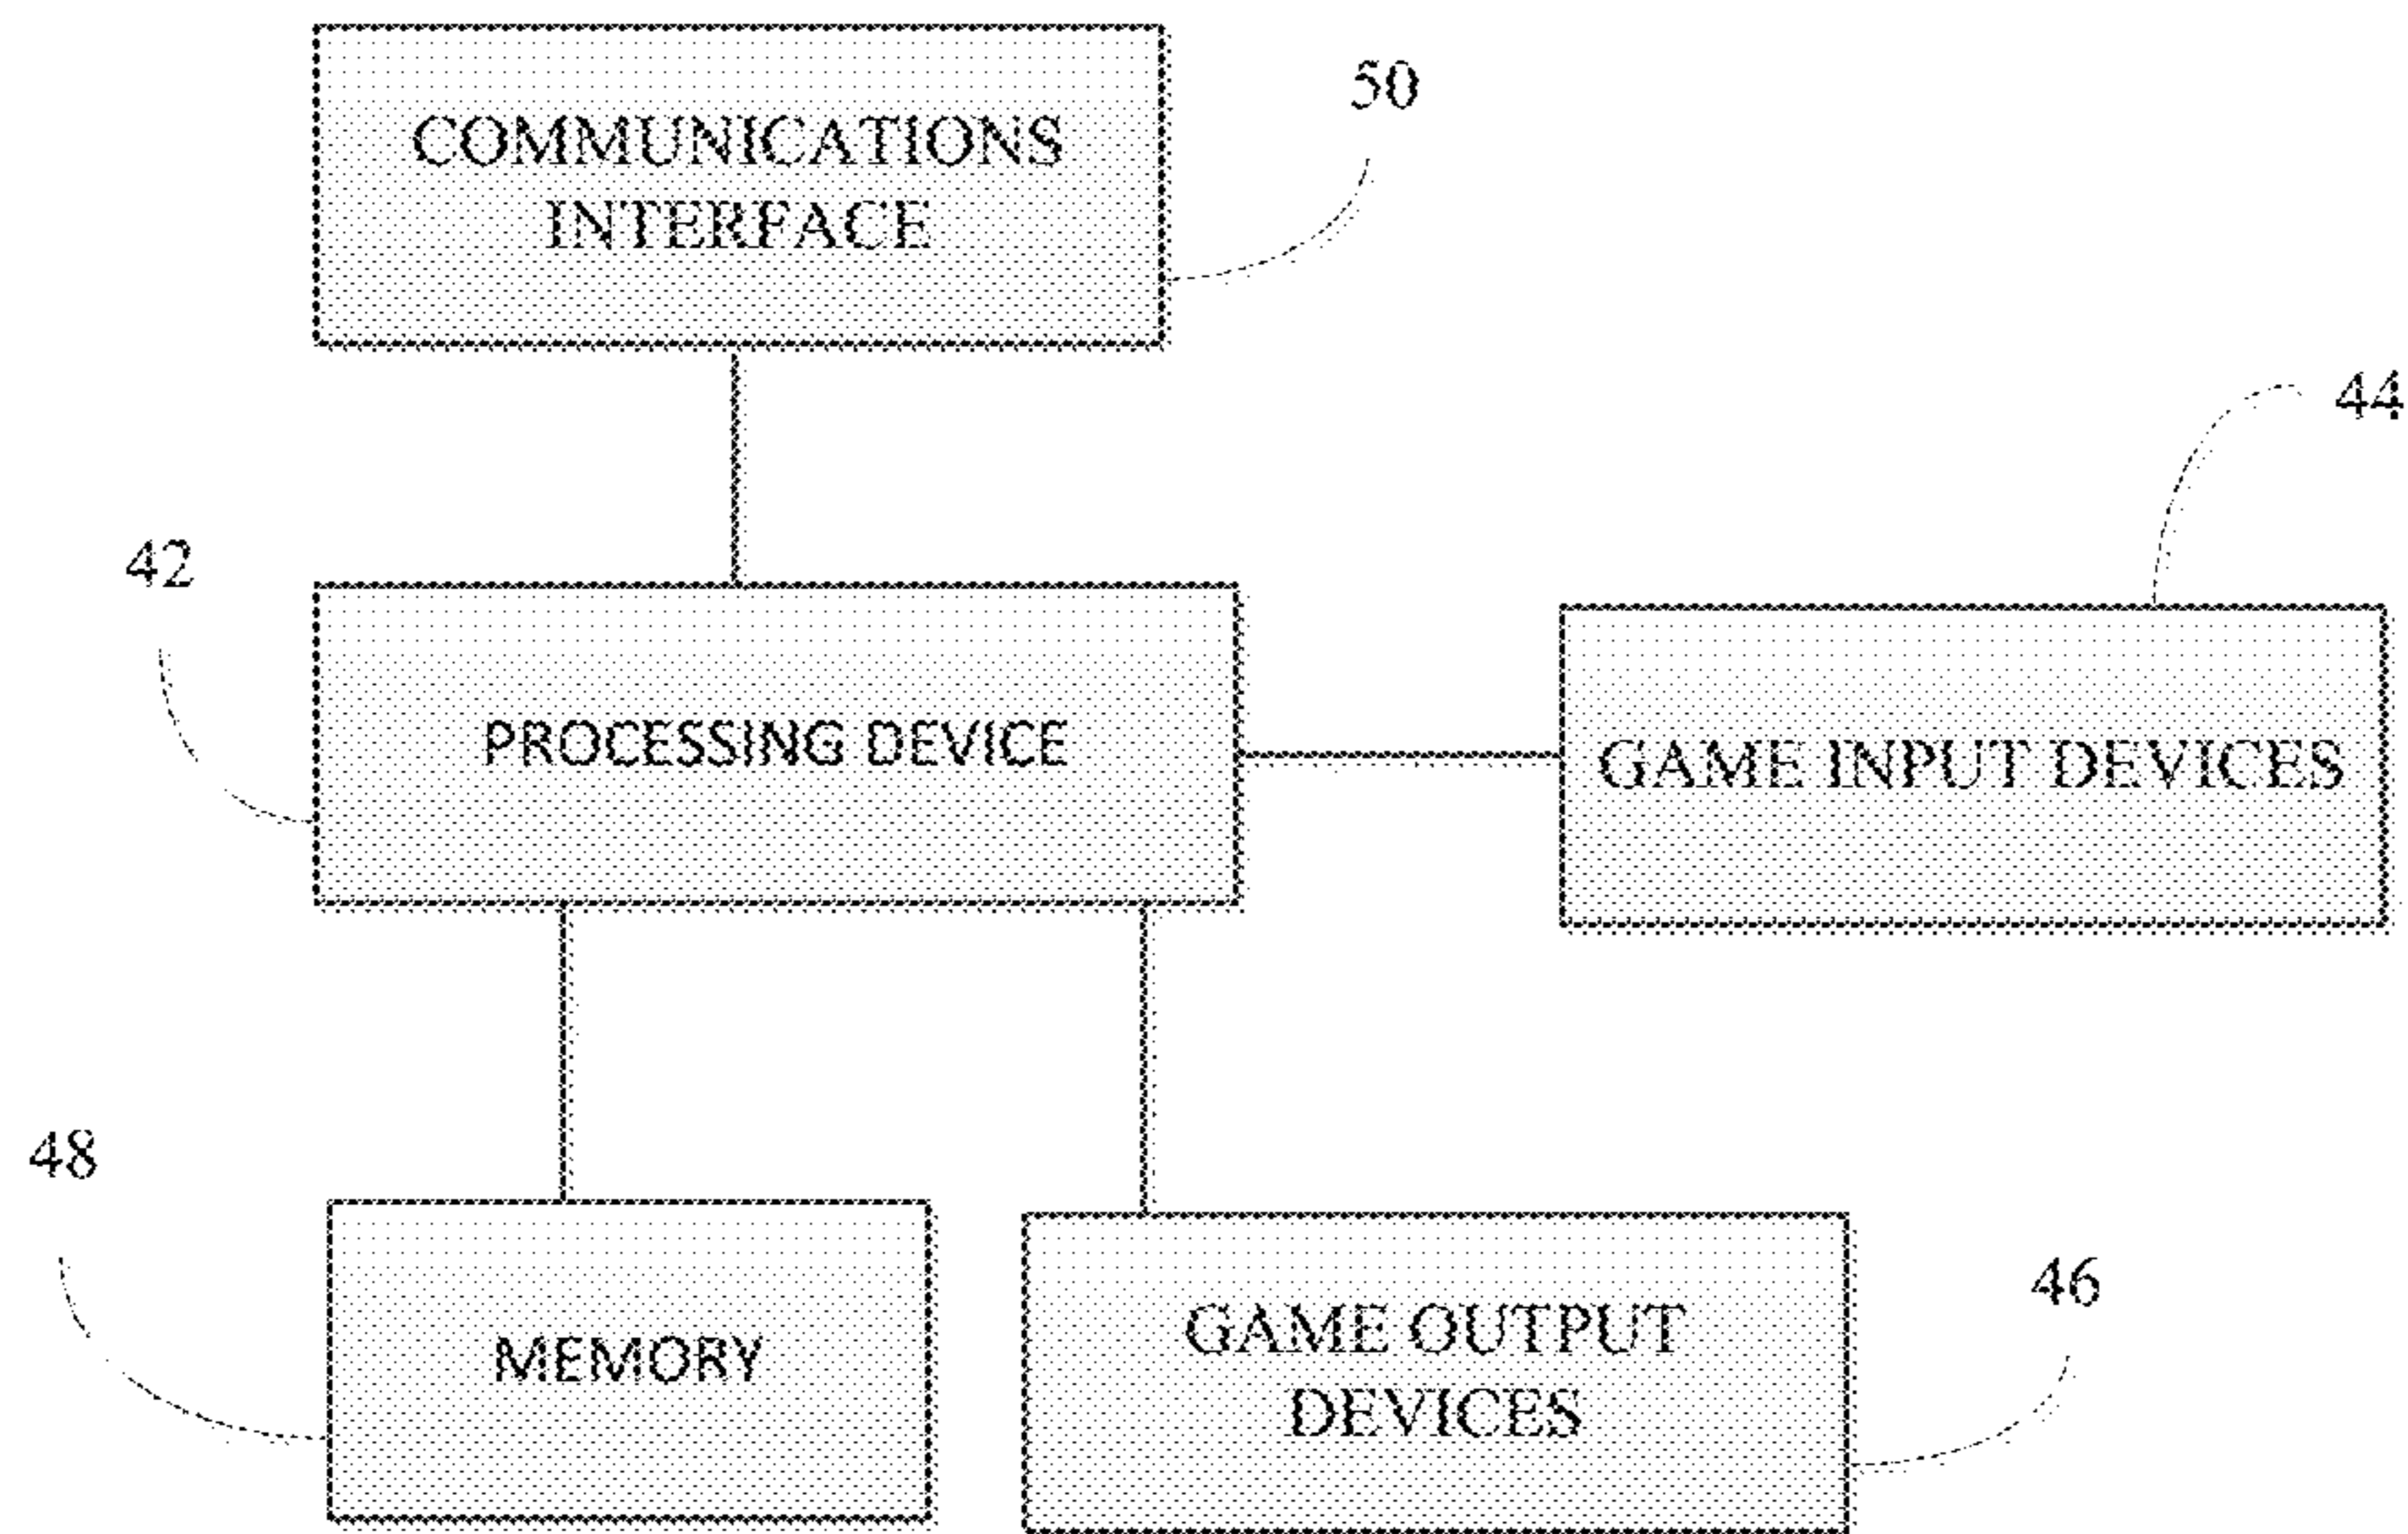 COMMUNICATIONS
INTERFACE
50
44
42
PROCESSING DEVICE
GAME INPUT DEVICES
48
MEMORY
GAME OUTPUT
DEVICES
46